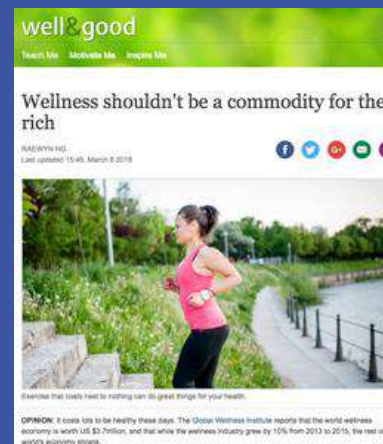 well&good
Teach Me Motivate Me Inspire Me
Wellness shouldn't be a commodity for the
rich
RAEWYN NG
Last updated 15:46, March 8 2018
Exercise that costs next to nothing can do great things for your health.
OPINION: It costs lots to be healthy these days. The Global Wellness Institute reports that the world wellness
economy is worth US $3.7trillion, and that while the wellness industry grew by 10% from 2013 to 2015, the rest of
world's economy shrank.